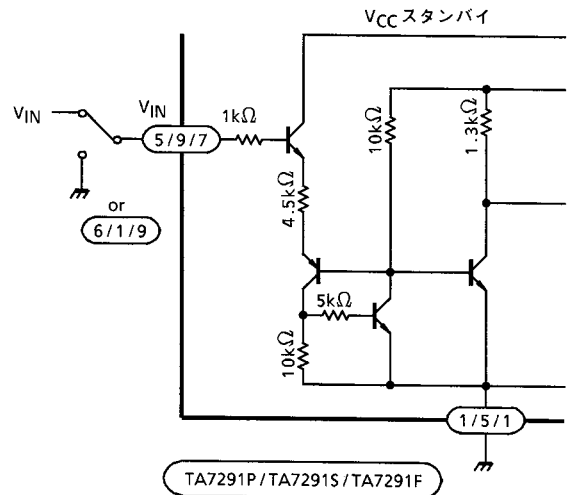 VCC スタンバイ
VIN
VIN
5/9/7
1kΩ
10kΩ
1.3kΩ
4.5kΩ
or
6/1/9
5kΩ
10kΩ
1/5/1
TA7291P/TA7291S/TA7291F